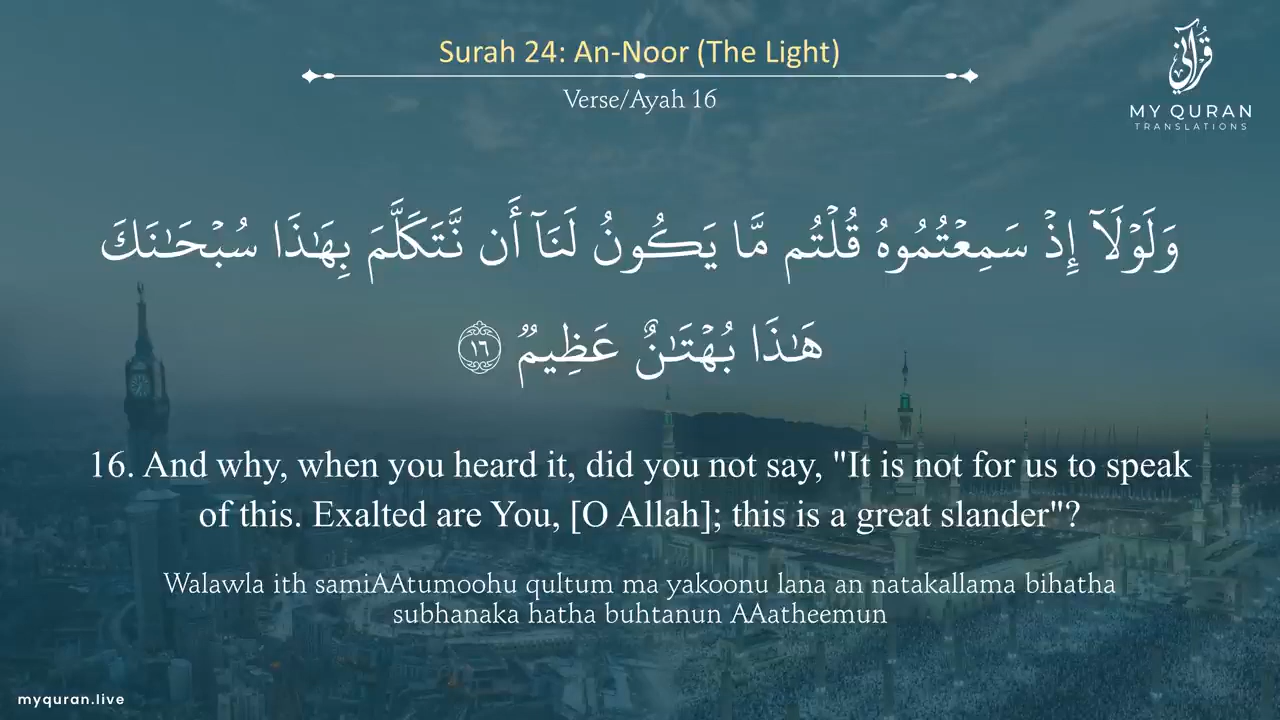 Surah 24: An-Noor (The Light)
Verse/Ayah 16
قرآني
MY QURAN
TRANSLATIONS
وَلَوْلَآ إِذْ سَمِعْتُمُوهُ قُلْتُم مَّا يَكُونُ لَنَآ أَن نَّتَكَلَّمَ بِهَـٰذَا سُبْحَـٰنَكَ
هَـٰذَا بُهْتَـٰنٌ عَظِيمٌ ١٦
16. And why, when you heard it, did you not say, "It is not for us to speak
of this. Exalted are You, [O Allah]; this is a great slander"?
Walawla ith samiAAtumoohu qultum ma yakoonu lana an natakallama bihatha
subhanaka hatha buhtanun AAatheemun
myquran.live